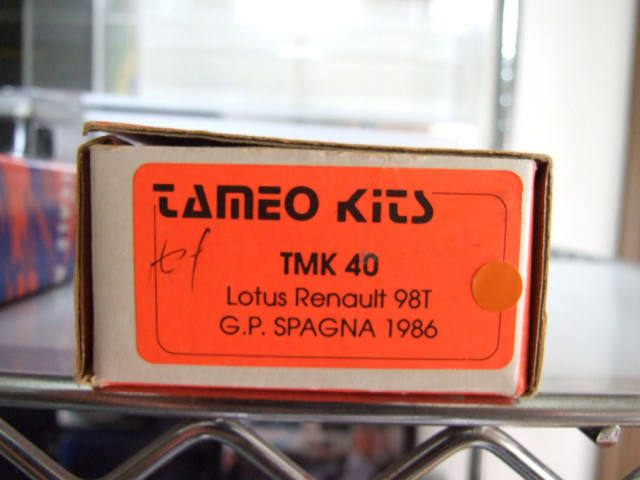 TAMEO KITS
TMK 40
Lotus Renault 98T
G.P. SPAGNA 1986